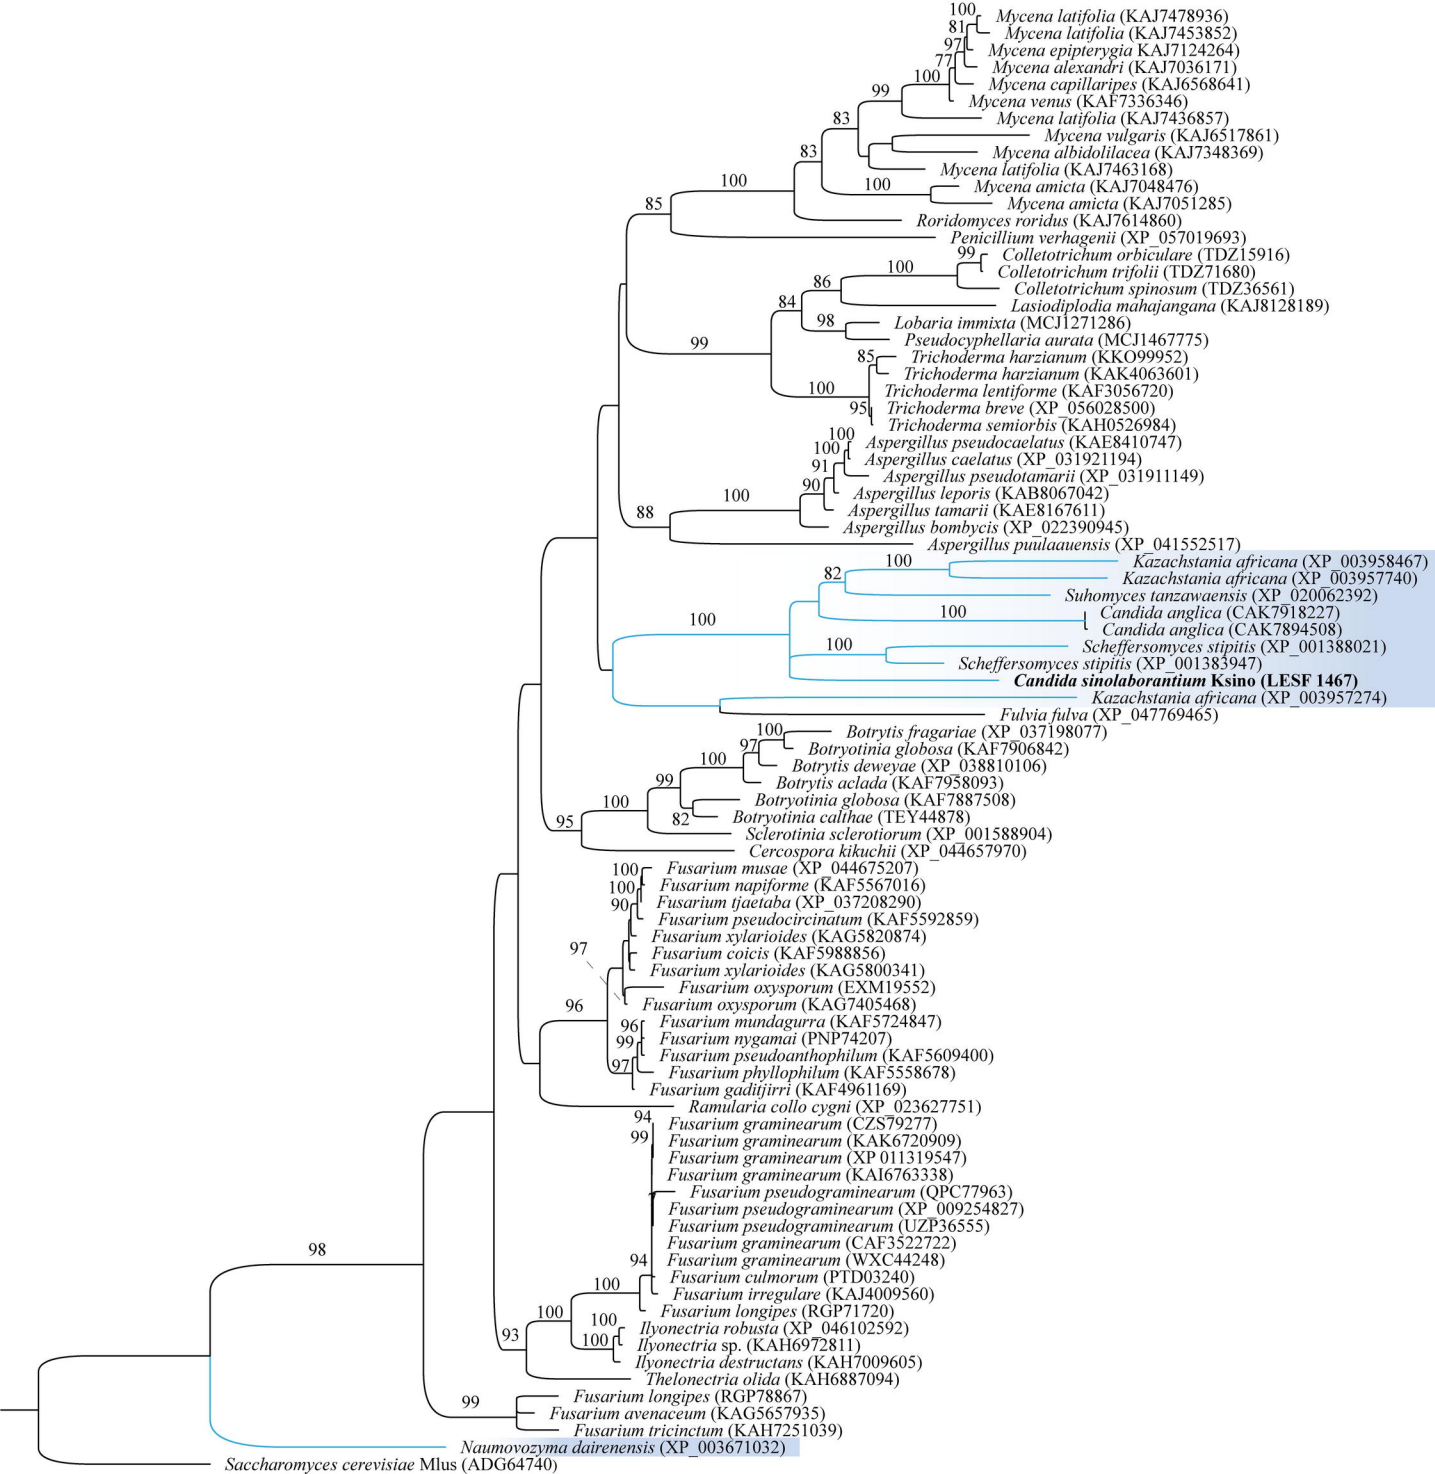 Mycena latifolia (KAJ7478936)
Mycena latifolia (KAJ7453852)
Mycena epipterygia KAJ7124264)
Mycena alexandri (KAJ7036171)
Mycena capillaripes (KAJ6568641)
Mycena venus (KAF7336346)
Mycena latifolia (KAJ7436857)
Mycena vulgaris (KAJ6517861)
Mycena albidolilacea (KAJ7348369)
Mycena latifolia (KAJ7463168)
Mycena amicta (KAJ7048476)
Mycena amicta (KAJ7051285)
Roridomyces roridus (KAJ7614860)
Penicillium verhagenii (XP_057019693)
Colletotrichum orbiculare (TDZ15916)
Colletotrichum trifolii (TDZ71680)
Colletotrichum spinosum (TDZ36561)
Lasiodiplodia mahajangana (KAJ8128189)
Lobaria immixta (MCJ1271286)
Pseudocyphellaria aurata (MCJ1467775)
Trichoderma harzianum (KKO99952)
Trichoderma harzianum (KAK4063601)
Trichoderma lentiforme (KAF3056720)
Trichoderma breve (XP_056028500)
Trichoderma semiorbis (KAH0526984)
Aspergillus pseudocaelatus (KAE8410747)
Aspergillus caelatus (XP_031921194)
Aspergillus pseudotamarii (XP_031911149)
Aspergillus leporis (KAB8067042)
Aspergillus tamarii (KAE8167611)
Aspergillus bombycis (XP_022390945)
Aspergillus puulaauensis (XP_041552517)
Kazachstania africana (XP_003958467)
Kazachstania africana (XP_003957740)
Suhomyces tanzawaensis (XP_020062392)
Candida anglica (CAK7918227)
Candida anglica (CAK7894508)
Scheffersomyces stipitis (XP_001388021)
Scheffersomyces stipitis (XP_001383947)
Candida sinolaborantium Ksino (LESF 1467)
Kazachstania africana (XP_003957274)
Fulvia fulva (XP_047769465)
Botrytis fragariae (XP_037198077)
Botryotinia globosa (KAF7906842)
Botrytis deweyae (XP_038810106)
Botrytis aclada (KAF7958093)
Botryotinia globosa (KAF7887508)
Botryotinia calthae (TEY44878)
Sclerotinia sclerotiorum (XP_001588904)
Cercospora kikuchii (XP_044657970)
Fusarium musae (XP_044675207)
Fusarium napiforme (KAF5567016)
Fusarium tjaetaba (XP_037208290)
Fusarium pseudocircinatum (KAF5592859)
Fusarium xylarioides (KAG5820874)
Fusarium coicis (KAF5988856)
Fusarium xylarioides (KAG5800341)
Fusarium oxysporum (EXM19552)
Fusarium oxysporum (KAG7405468)
Fusarium mundagurra (KAF5724847)
Fusarium nygamai (PNP74207)
Fusarium pseudoanthophilum (KAF5609400)
Fusarium phyllophilum (KAF5558678)
Fusarium gaditjirri (KAF4961169)
Ramularia collo cygni (XP_023627751)
Fusarium graminearum (CZS79277)
Fusarium graminearum (KAK6720909)
Fusarium graminearum (XP 011319547)
Fusarium graminearum (KAI6763338)
Fusarium pseudograminearum (QPC77963)
Fusarium pseudograminearum (XP_009254827)
Fusarium pseudograminearum (UZP36555)
Fusarium graminearum (CAF3522722)
Fusarium graminearum (WXC44248)
Fusarium culmorum (PTD03240)
Fusarium irregulare (KAJ4009560)
Fusarium longipes (RGP71720)
Ilyonectria robusta (XP_046102592)
Ilyonectria sp. (KAH6972811)
Ilyonectria destructans (KAH7009605)
Thelonectria olida (KAH6887094)
Fusarium longipes (RGP78867)
Fusarium avenaceum (KAG5657935)
Fusarium tricinctum (KAH7251039)
Naumovozyma dairenensis (XP_003671032)
Saccharomyces cerevisiae Mlus (ADG64740)
100
81
97
77
100
99
83
83
100
100
85
99
100
86
84
98
99
85
100
95
100
100
91
90
100
88
100
82
100
100
100
100
97
100
99
100
82
95
100
100
90
97
96
96
99
97
94
99
94
100
100
100
100
93
98
99